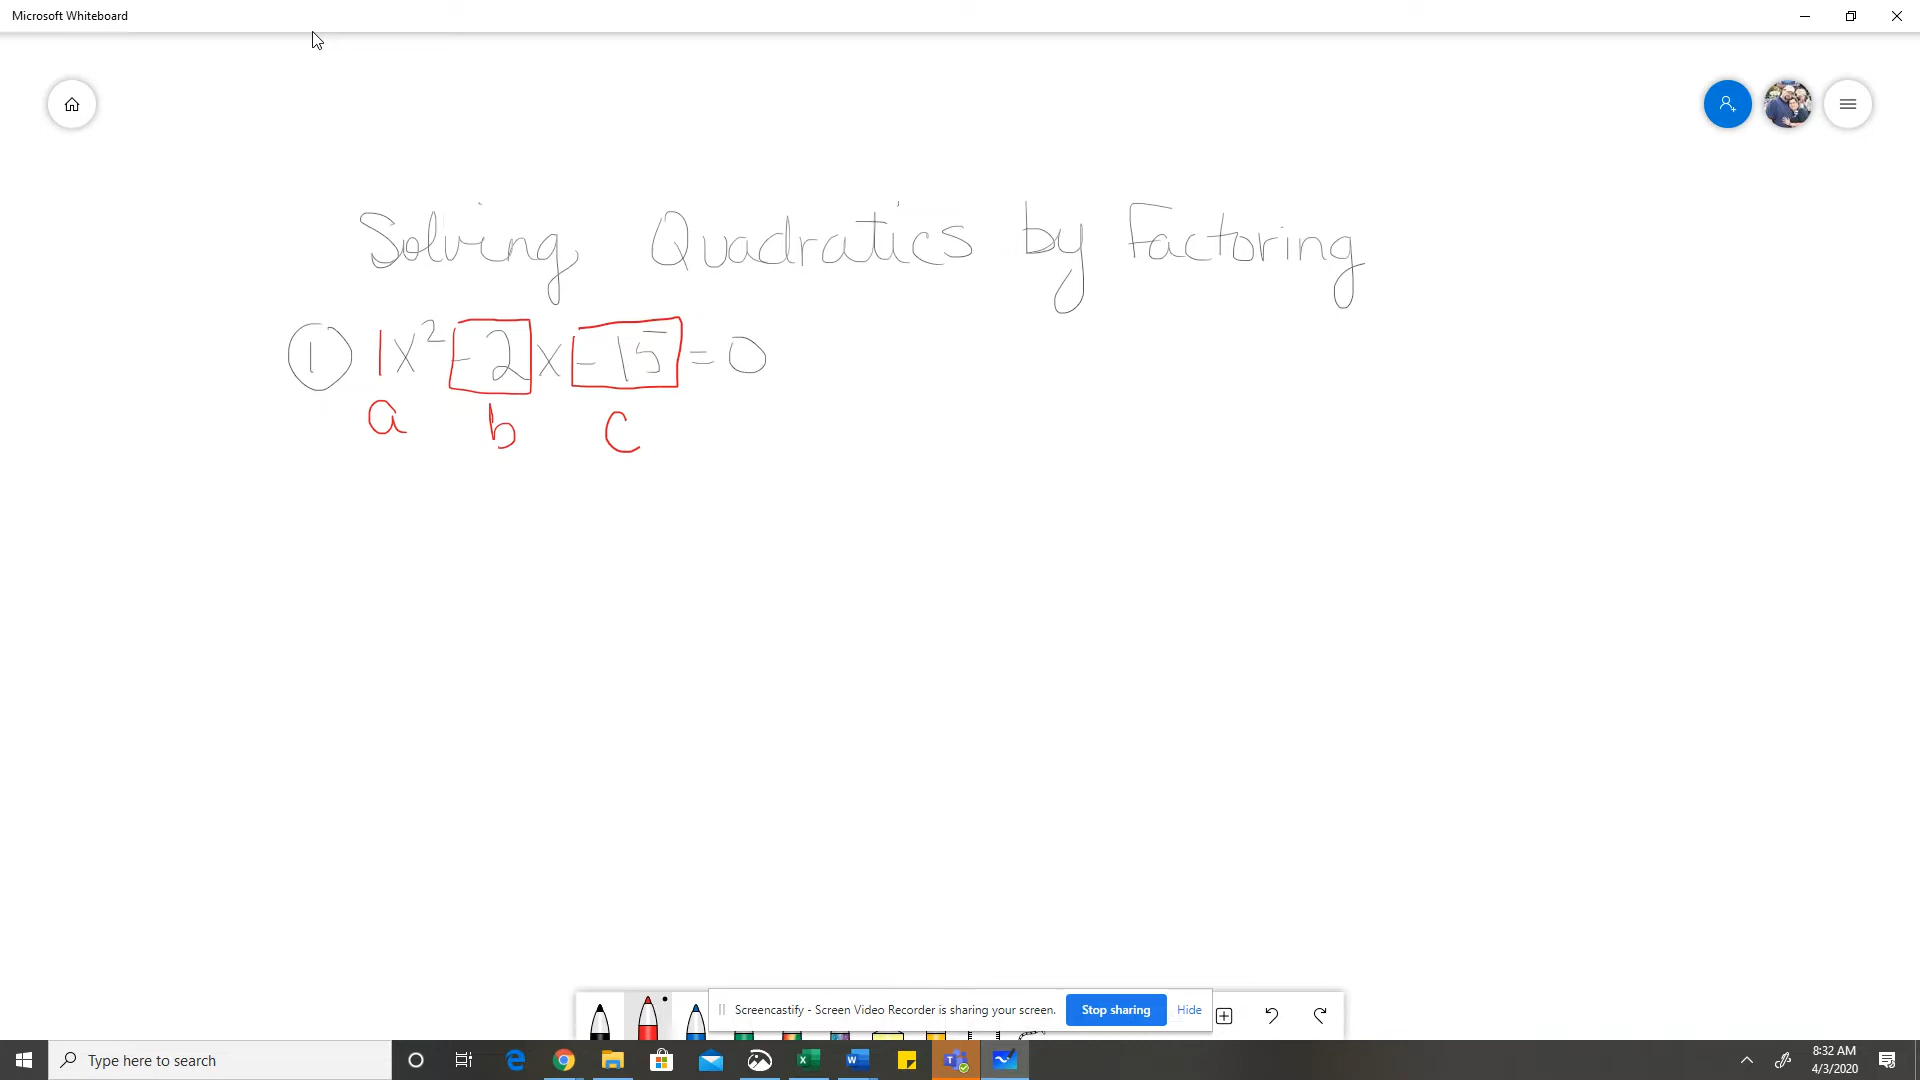 Microsoft Whiteboard
Solving Quadratics by Factoring
① 1x² -2x -15 = 0
a b c
Screencastify - Screen Video Recorder is sharing your screen. Stop sharing Hide
Type here to search
8:32 AM
4/3/2020